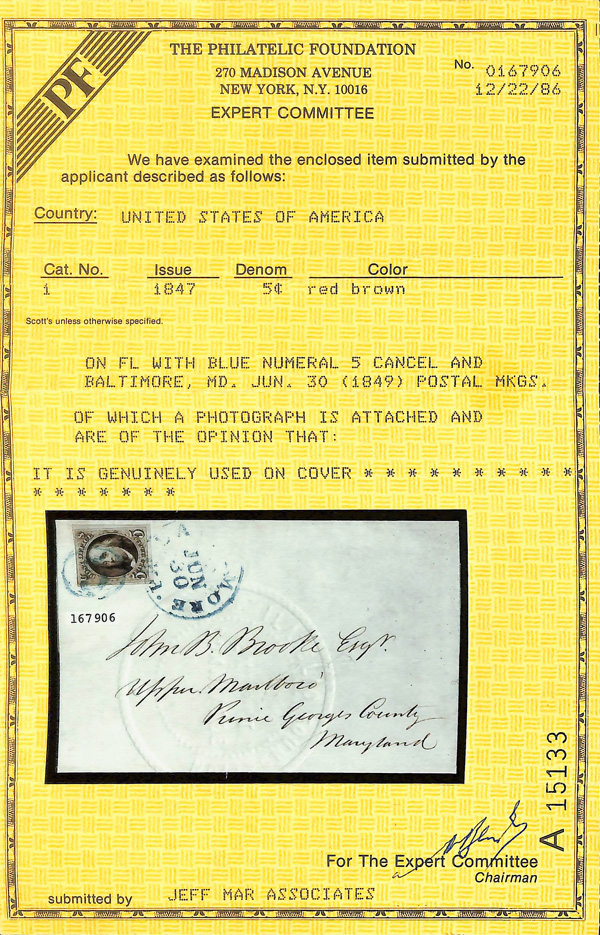 PF
THE PHILATELIC FOUNDATION
270 MADISON AVENUE
NEW YORK, N.Y. 10016
EXPERT COMMITTEE
No. 0167906
12/22/86
We have examined the enclosed item submitted by the
applicant described as follows:
Country: UNITED STATES OF AMERICA
Cat. No. Issue Denom Color
1 1847 5¢ red brown
Scott's unless otherwise specified.
ON FL WITH BLUE NUMERAL 5 CANCEL AND
BALTIMORE, MD. JUN. 30 (1849) POSTAL MKGS.
OF WHICH A PHOTOGRAPH IS ATTACHED AND
ARE OF THE OPINION THAT:
IT IS GENUINELY USED ON COVER * * * * * * * * * *
* * * * * * *
JUN
30
167906
John B. Brooke Esqr.
Upper Marlboro
Prince Georges County
Maryland
A 15133
For The Expert Committee
Chairman
submitted by JEFF MAR ASSOCIATES